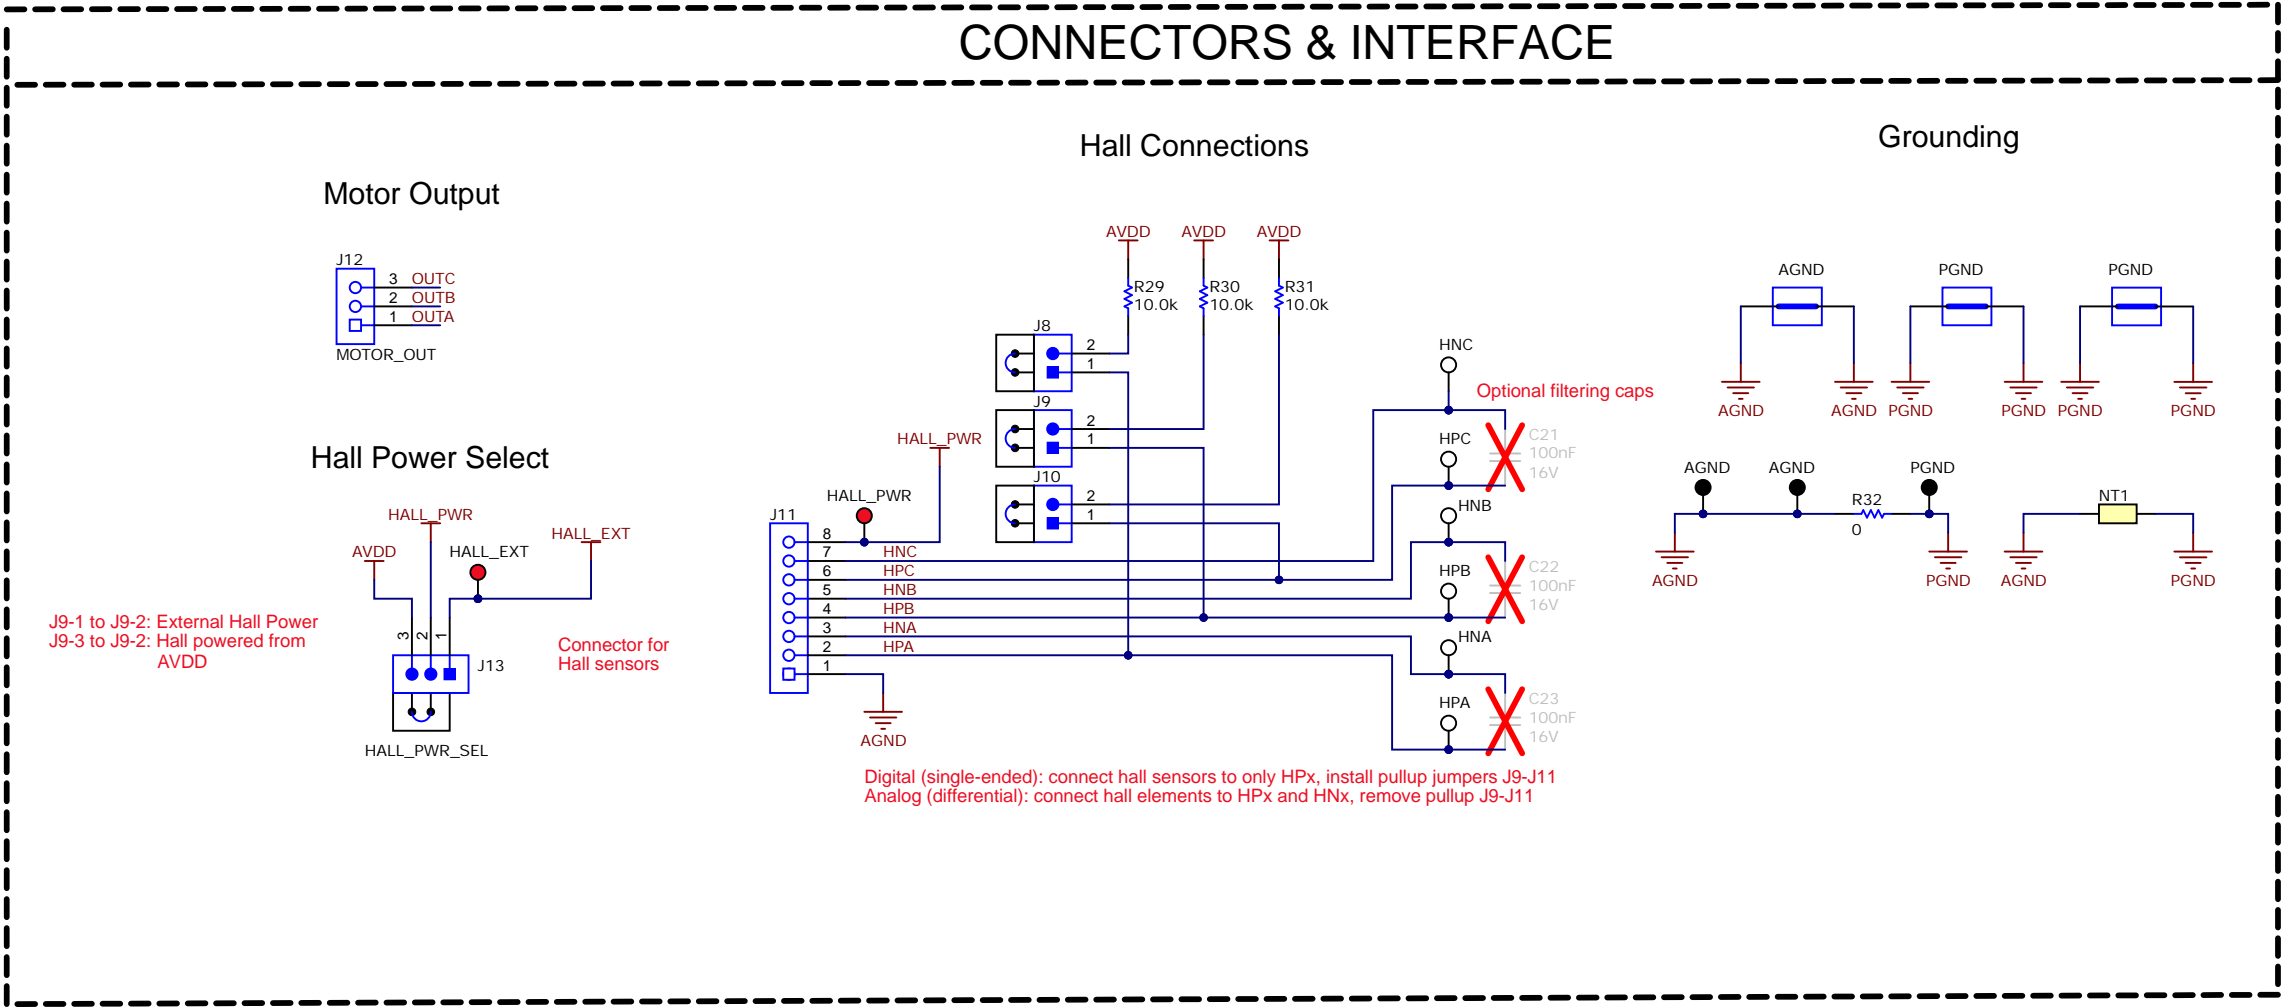 CONNECTORS & INTERFACE
Motor Output
J12
3 OUTC
2 OUTB
1 OUTA
MOTOR_OUT
Hall Power Select
HALL_PWR
AVDD
HALL_EXT
HALL_EXT
J9-1 to J9-2: External Hall Power
J9-3 to J9-2: Hall powered from
AVDD
3
2
1
J13
HALL_PWR_SEL
Connector for
Hall sensors
Hall Connections
AVDD
AVDD
AVDD
R29
10.0k
R30
10.0k
R31
10.0k
J8
2
1
J9
2
1
J10
2
1
HALL_PWR
HALL_PWR
J11
8
7 HNC
6 HPC
5 HNB
4 HPB
3 HNA
2 HPA
1
AGND
HNC
Optional filtering caps
HPC
C21
100nF
16V
HNB
HPB
C22
100nF
16V
HNA
HPA
C23
100nF
16V
Digital (single-ended): connect hall sensors to only HPx, install pullup jumpers J9-J11
Analog (differential): connect hall elements to HPx and HNx, remove pullup J9-J11
Grounding
AGND
PGND
PGND
AGND
AGND
PGND
PGND
PGND
PGND
AGND
AGND
R32
0
PGND
NT1
AGND
PGND
AGND
PGND